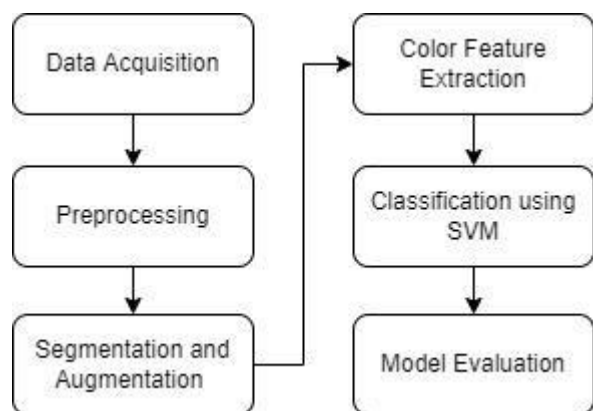 Data Acquisition
Preprocessing
Segmentation and
Augmentation
Color Feature
Extraction
Classification using
SVM
Model Evaluation